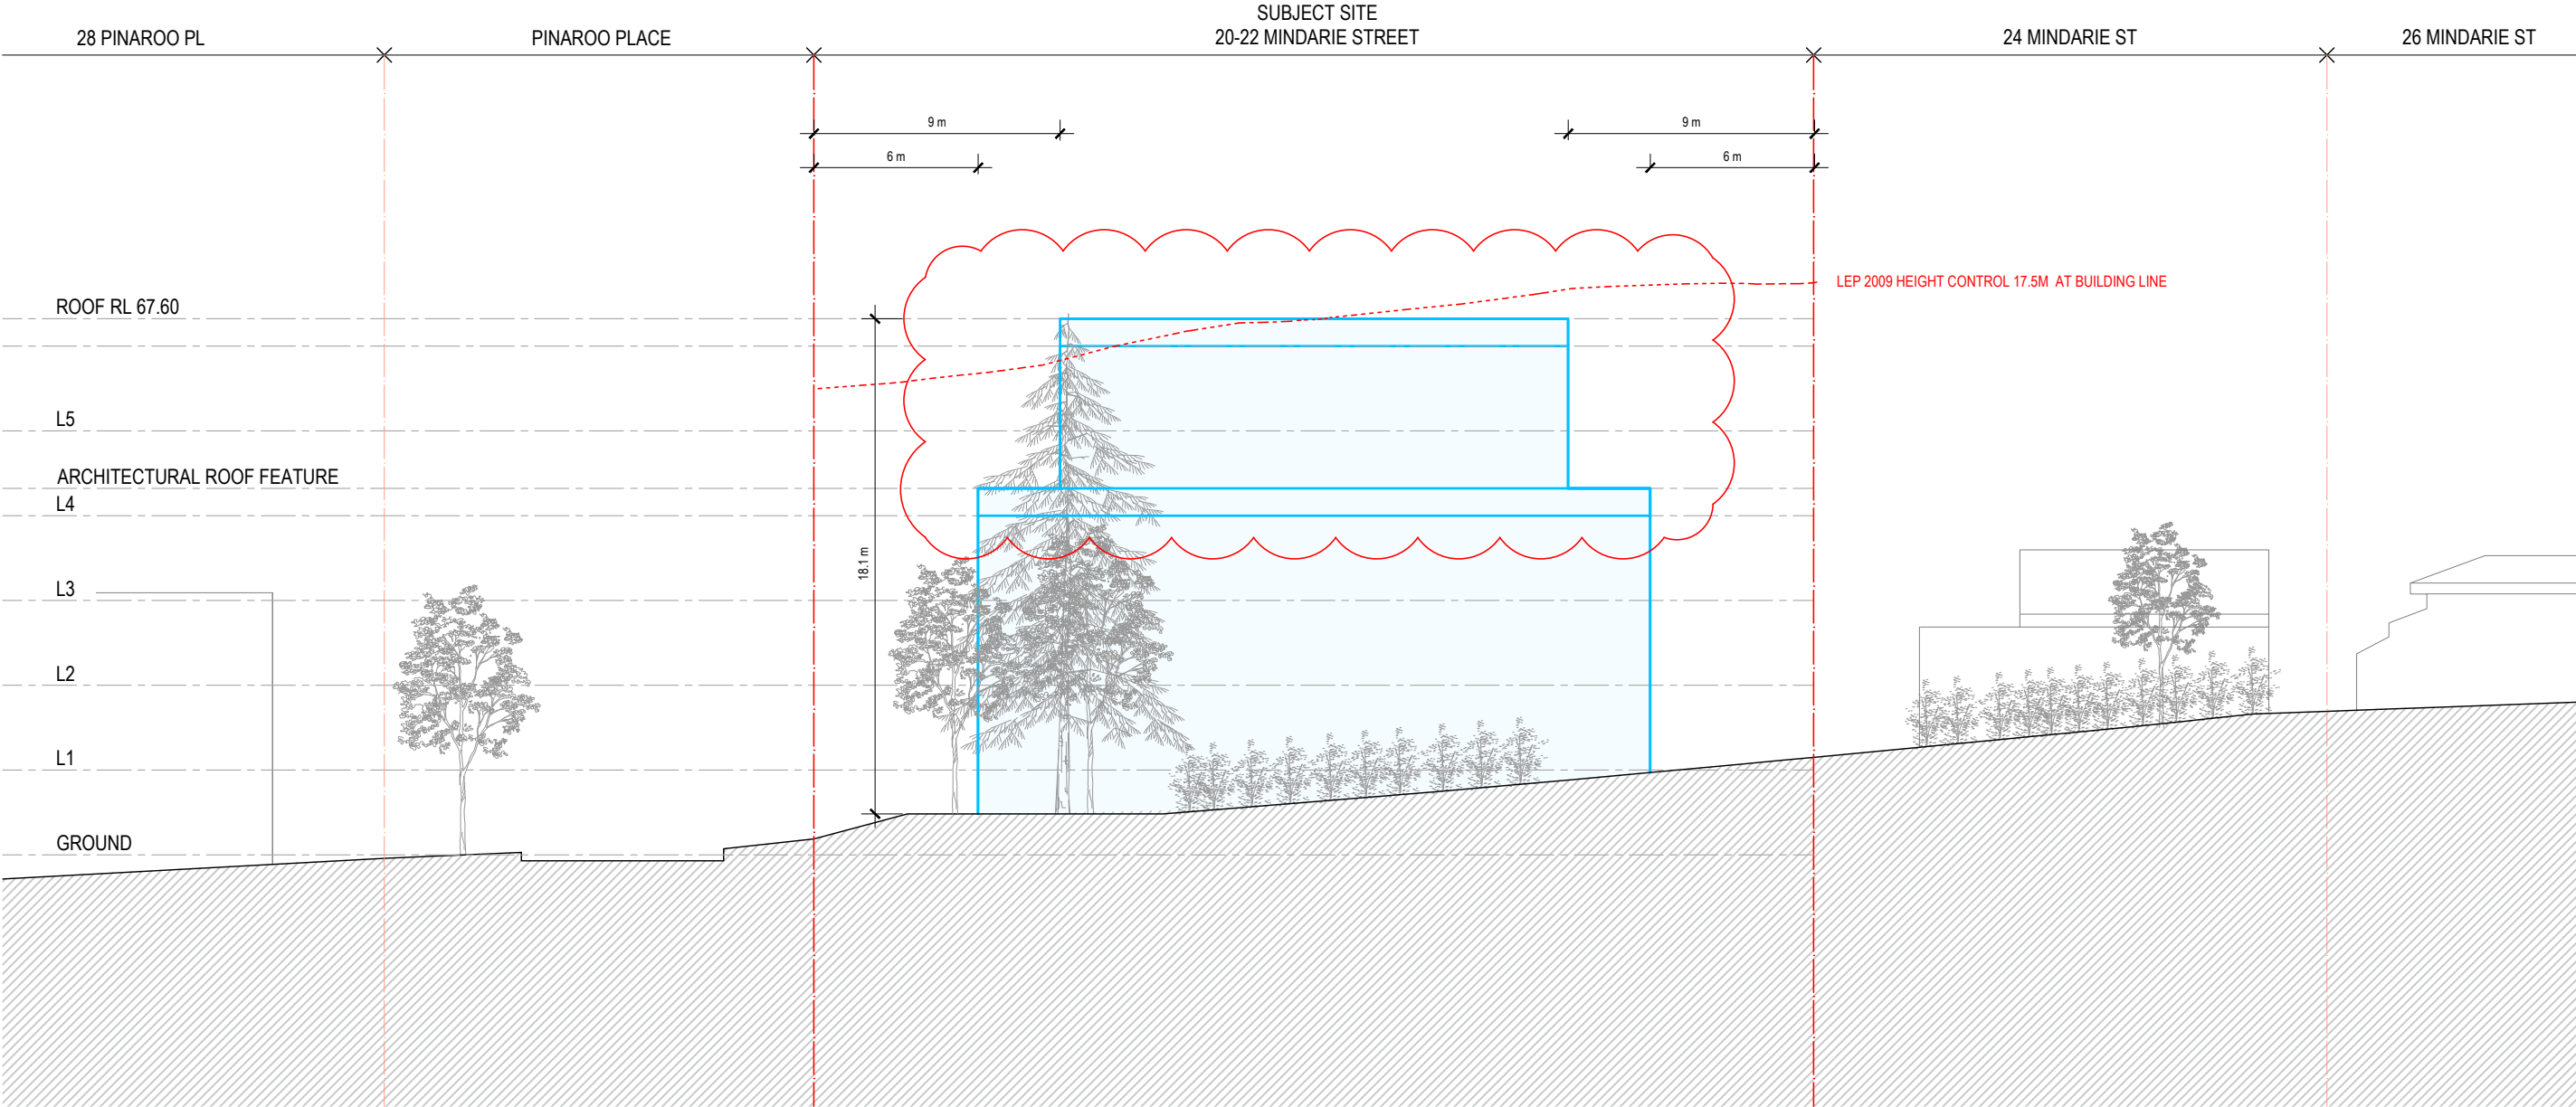 SUBJECT SITE
28 PINAROO PL
PINAROO PLACE
20-22 MINDARIE STREET
24 MINDARIE ST
26 MINDARIE ST
9 m
9 m
6 m
6 m
LEP 2009 HEIGHT CONTROL 17.5M AT BUILDING LINE
ROOF RL 67.60
L5
ARCHITECTURAL ROOF FEATURE
L4
18.1 m
L3
L2
L1
GROUND